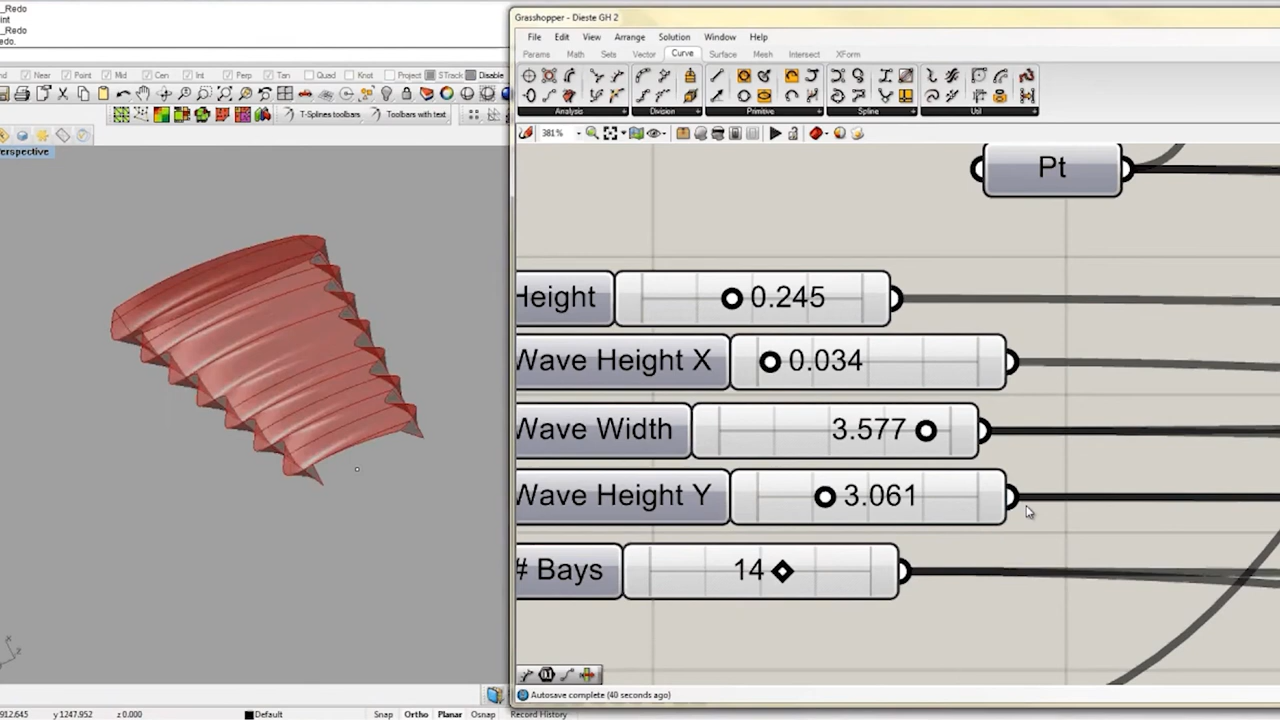 _Redo
int
_Redo
edo.
nd Near Point Mid Cen Int Perp Tan Quad Knot Project STrack Disable
T-Splines toolbars Toolbars with text
erspective
x
z
912.645 y 1247.952 z 0.000 Default Snap Ortho Planar Osnap Record History
Grasshopper - Dieste GH 2
File Edit View Arrange Solution Window Help
Params Math Sets Vector Curve Surface Mesh Intersect XForm
Analysis Division Primitive Spline Util
381%
Pt
Height 0.245
Wave Height X 0.034
Wave Width 3.577
Wave Height Y 3.061
# Bays 14
Autosave complete (40 seconds ago)